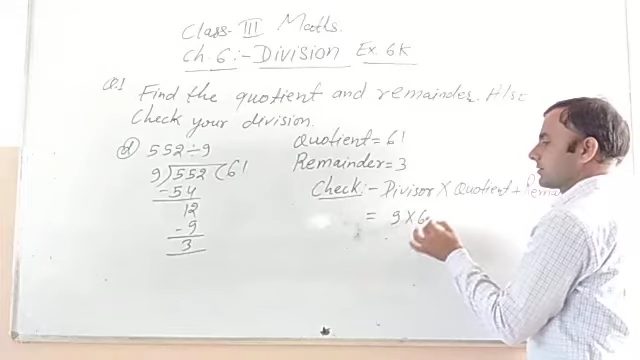 Class- III Maths.
Ch. 6:- Division Ex. 6K
Q.1 Find the quotient and remainder. Also
Check your division.
d) 552÷9
9)552(61
-54
12
-9
3
Quotient = 61
Remainder = 3
Check:- Divisor X Quotient +
= 9 X 6